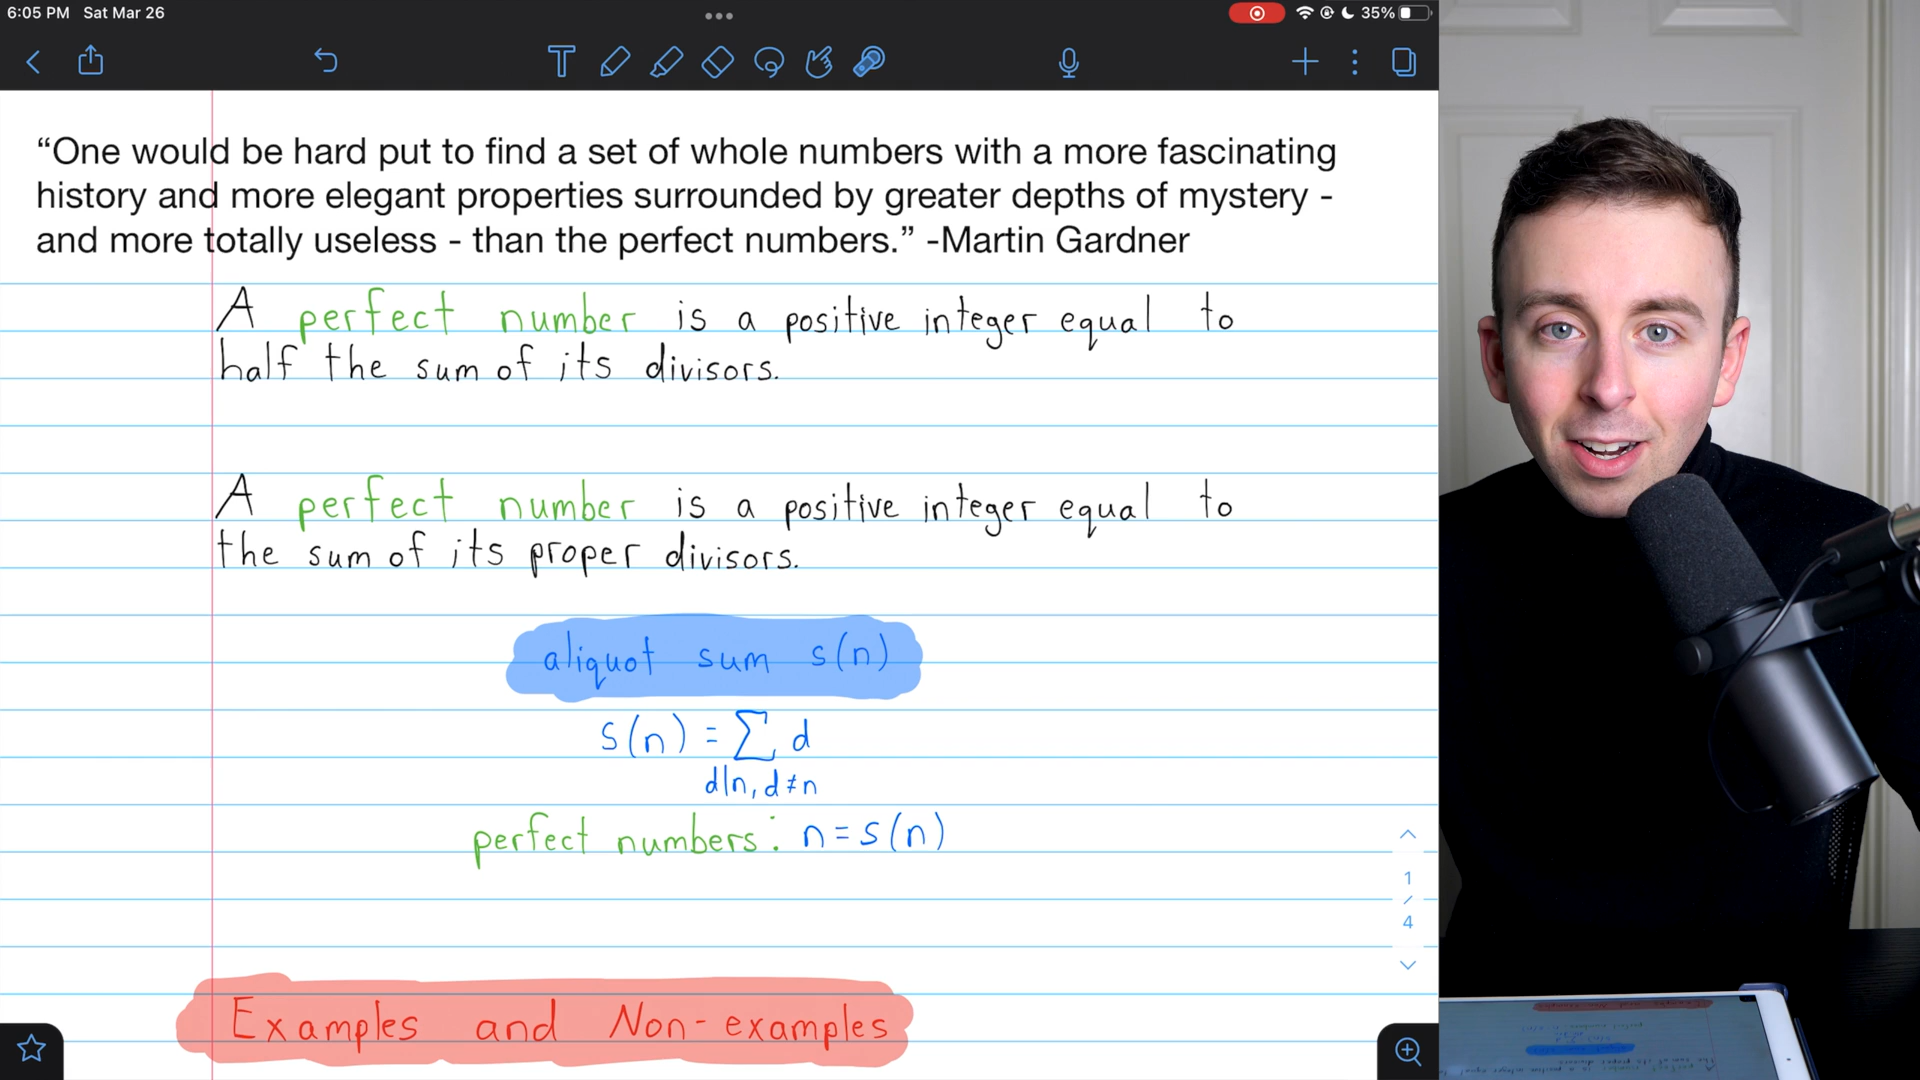 6:05 PM Sat Mar 26
35%
“One would be hard put to find a set of whole numbers with a more fascinating
history and more elegant properties surrounded by greater depths of mystery -
and more totally useless - than the perfect numbers.” -Martin Gardner
A perfect number is a positive integer equal to
half the sum of its divisors.
A perfect number is a positive integer equal to
the sum of its proper divisors.
aliquot sum s(n)
s(n) = ∑ d
d|n, d≠n
perfect numbers: n=s(n)
1
/
4
Examples and Non-examples